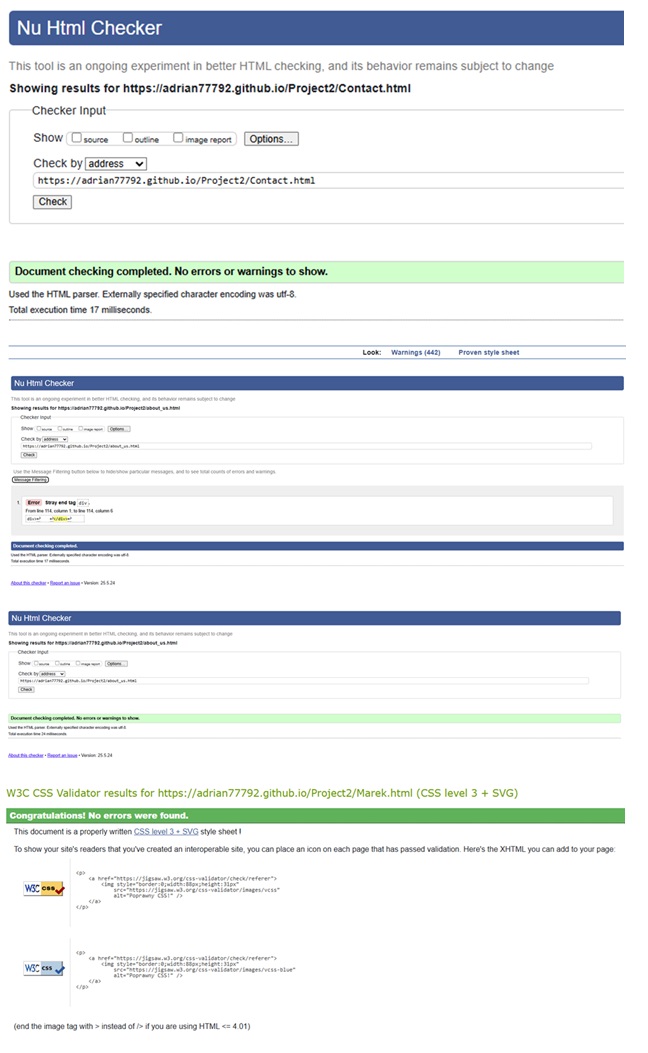 Nu Html Checker
This tool is an ongoing experiment in better HTML checking, and its behavior remains subject to change
Showing results for https://adrian77792.github.io/Project2/Contact.html
Checker Input
Show source outline image report Options...
Check by address
https://adrian77792.github.io/Project2/Contact.html
Check
Document checking completed. No errors or warnings to show.
Used the HTML parser. Externally specified character encoding was utf-8.
Total execution time 17 milliseconds.
Look: Warnings (442) Proven style sheet
Nu Html Checker
This tool is an ongoing experiment in better HTML checking, and its behavior remains subject to change
Showing results for https://adrian77792.github.io/Project2/about_us.html
Checker Input
Show source outline image report Options...
Check by address
https://adrian77792.github.io/Project2/about_us.html
Check
Use the Message Filtering button below to hide/show particular messages, and to see total counts of errors and warnings.
Message Filtering
1. Error Stray end tag div.
From line 114, column 1; to line 114, column 6
Document checking completed.
Used the HTML parser. Externally specified character encoding was utf-8.
Total execution time 17 milliseconds.
About this checker • Report an issue • Version: 25.5.24
Nu Html Checker
This tool is an ongoing experiment in better HTML checking, and its behavior remains subject to change
Showing results for https://adrian77792.github.io/Project2/about_us.html
Checker Input
Show source outline image report Options...
Check by address
https://adrian77792.github.io/Project2/about_us.html
Check
Document checking completed. No errors or warnings to show.
Used the HTML parser. Externally specified character encoding was utf-8.
Total execution time 24 milliseconds.
About this checker • Report an issue • Version: 25.5.24
W3C CSS Validator results for https://adrian77792.github.io/Project2/Marek.html (CSS level 3 + SVG)
Congratulations! No errors were found.
This document is a properly written CSS level 3 + SVG style sheet !
To show your site's readers that you've created an interoperable site, you can place an icon on each page that has passed validation. Here's the XHTML you can add to your page:
W3C css
<p>
<a href="https://jigsaw.w3.org/css-validator/check/referer">
<img style="border:0;width:88px;height:31px"
src="https://jigsaw.w3.org/css-validator/images/vcss"
alt="Poprawny CSS!" />
</a>
</p>
W3C css
<p>
<a href="https://jigsaw.w3.org/css-validator/check/referer">
<img style="border:0;width:88px;height:31px"
src="https://jigsaw.w3.org/css-validator/images/vcss-blue"
alt="Poprawny CSS!" />
</a>
</p>
(end the image tag with > instead of /> if you are using HTML <= 4.01)